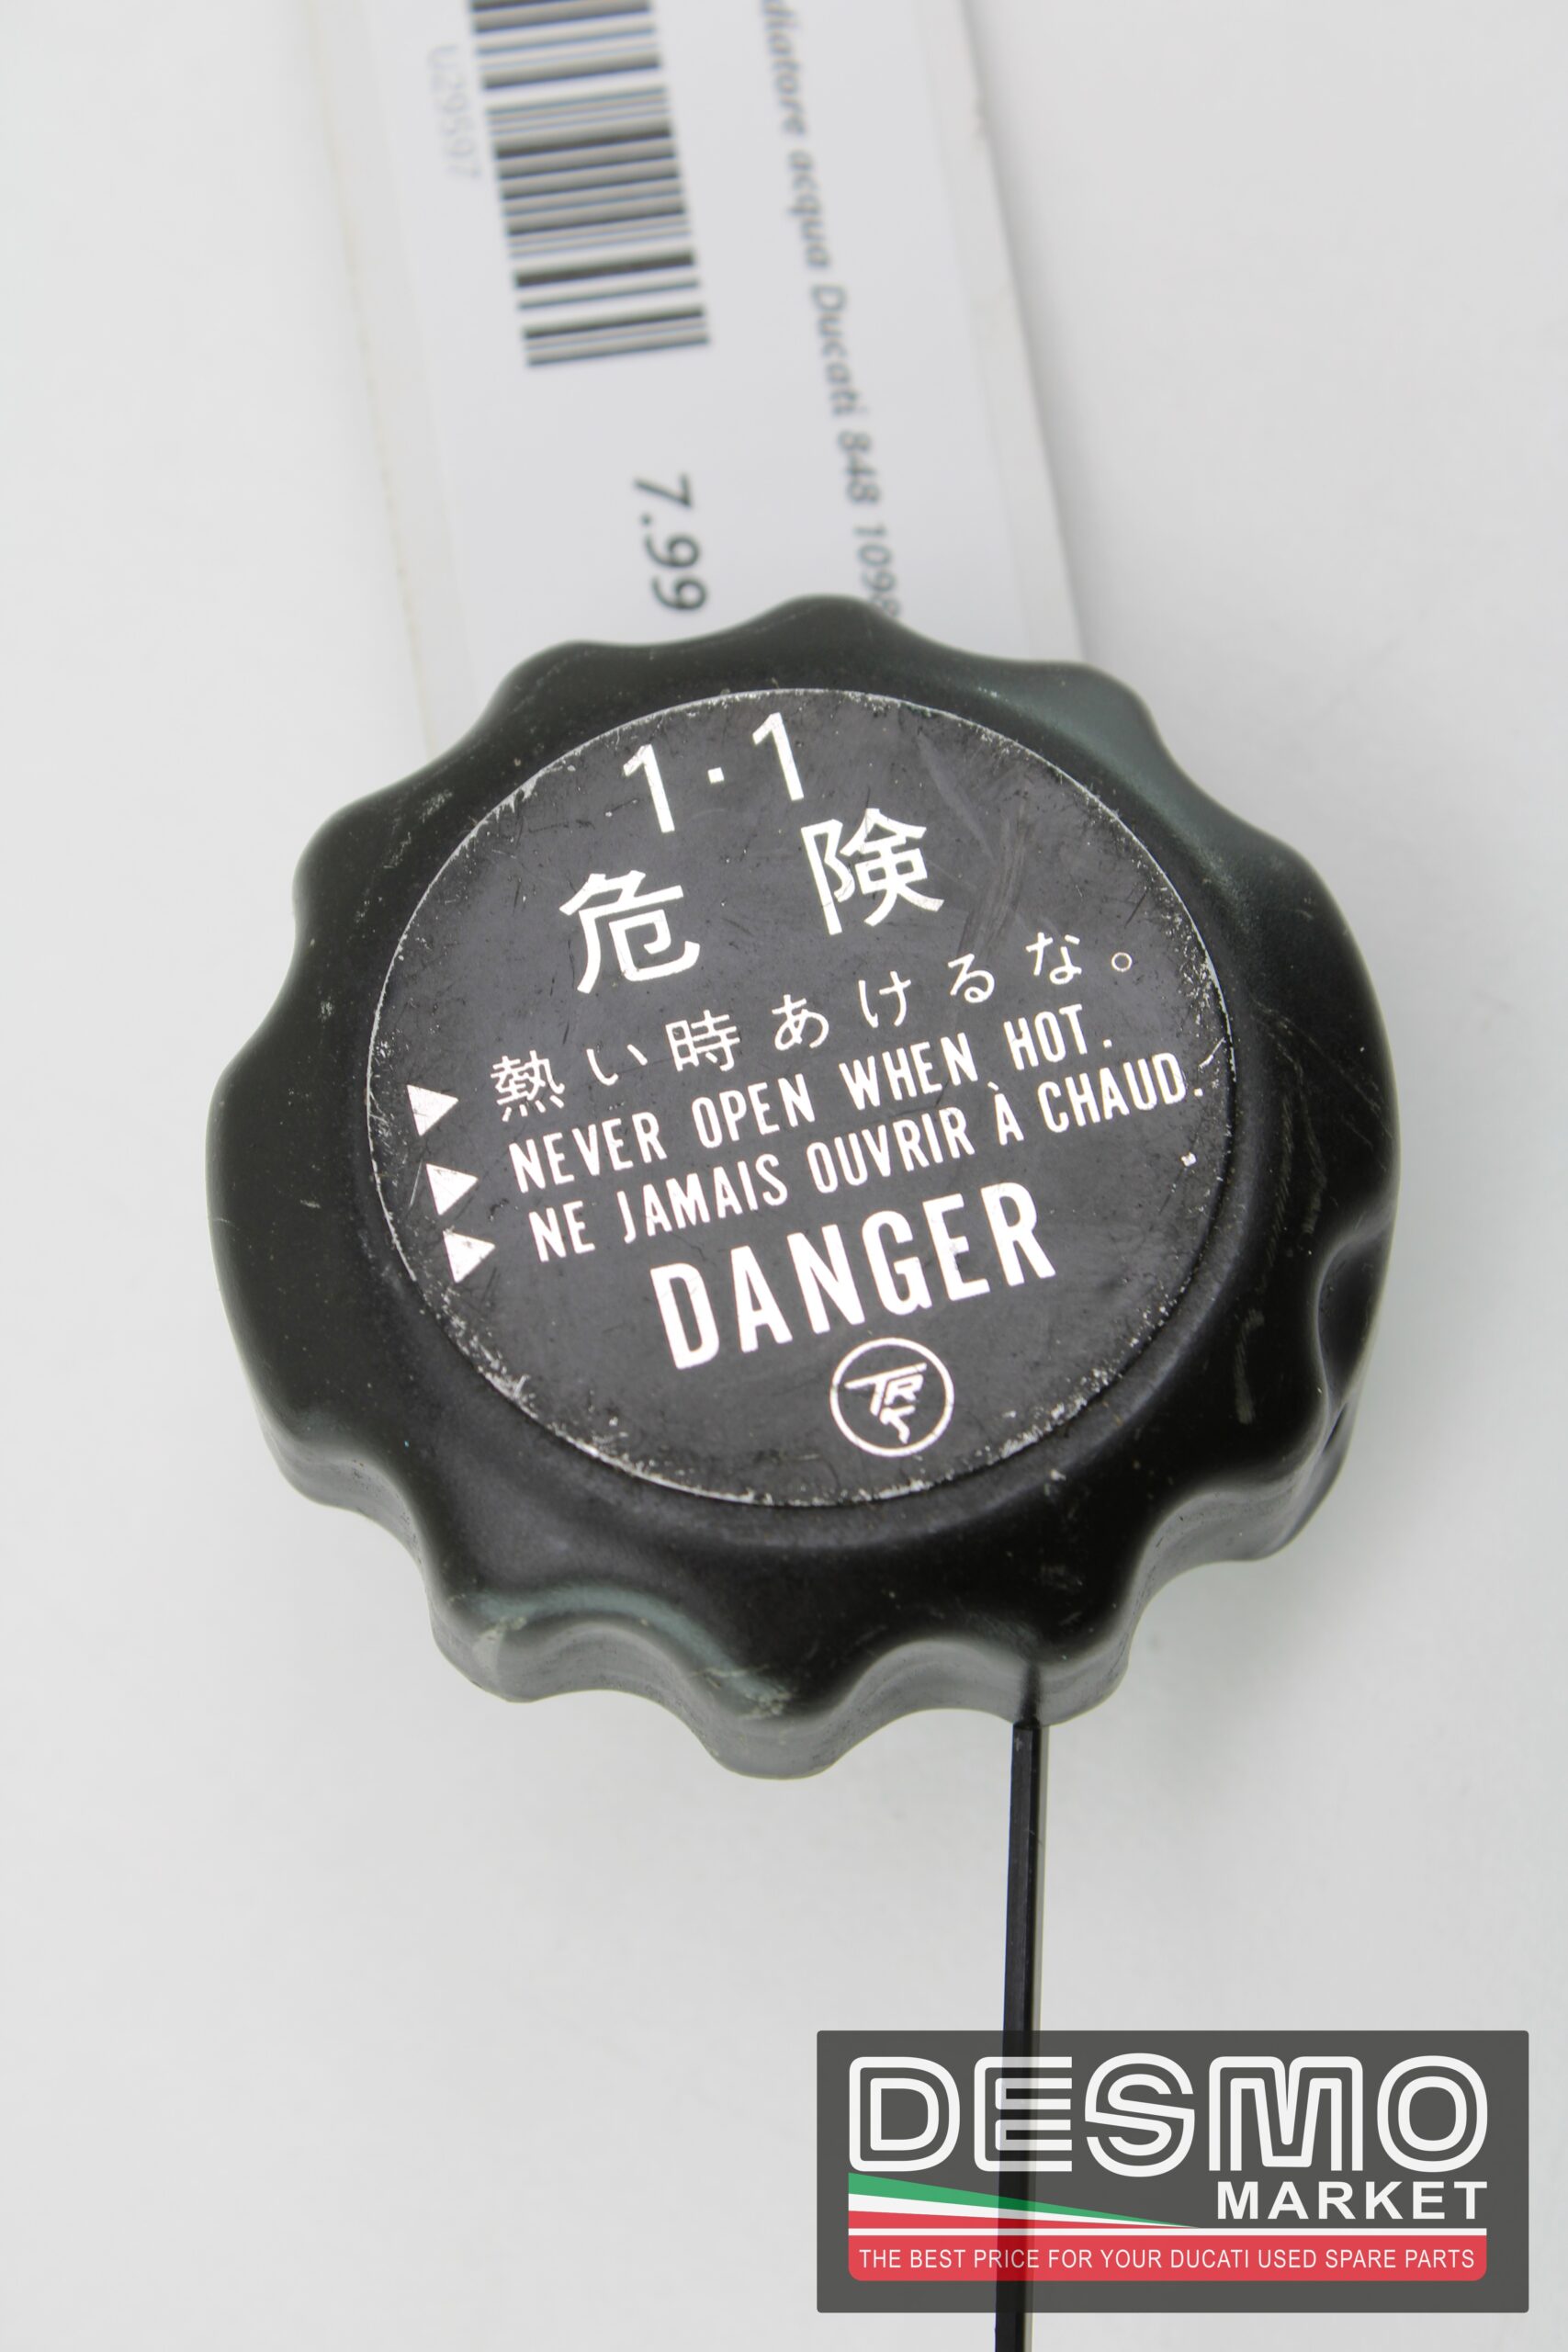 U29597
diatore acqua Ducati 848 1098
7.99
1·1
危険
熱い時あけるな。
NEVER OPEN WHEN HOT.
NE JAMAIS OUVRIR À CHAUD.
DANGER
DESMO
MARKET
THE BEST PRICE FOR YOUR DUCATI USED SPARE PARTS